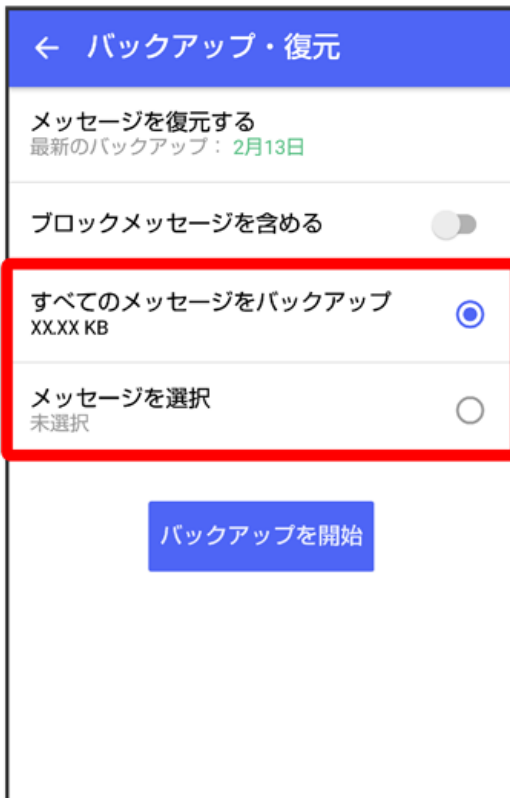 ← バックアップ・復元
メッセージを復元する
最新のバックアップ： 2月13日
ブロックメッセージを含める
すべてのメッセージをバックアップ
XX.XX KB
メッセージを選択
未選択
バックアップを開始